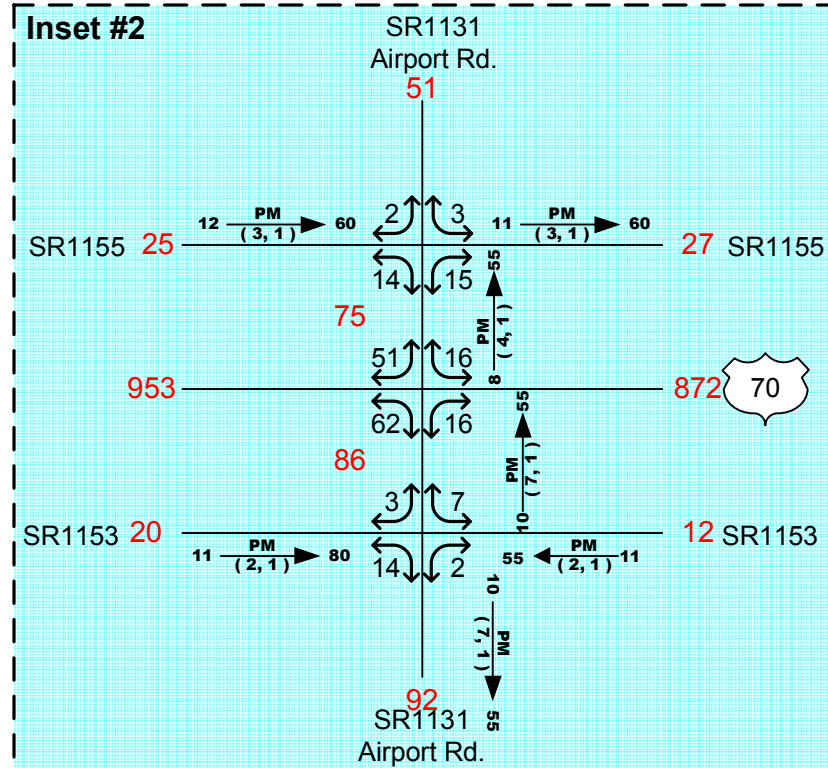 Inset #2
SR1131
Airport Rd.
51
12 PM 60
( 3, 1 )
2 3
11 PM 60
( 3, 1 )
SR1155 25
27 SR1155
14 15
55
PM
( 4, 1 )
8
75
51 16
953
872 70
62 16
55
PM
( 7, 1 )
10
86
3 7
SR1153 20
12 SR1153
11 PM 80
( 2, 1 )
14 2
55 PM 11
( 2, 1 )
10
PM
( 7, 1 )
55
92
SR1131
Airport Rd.